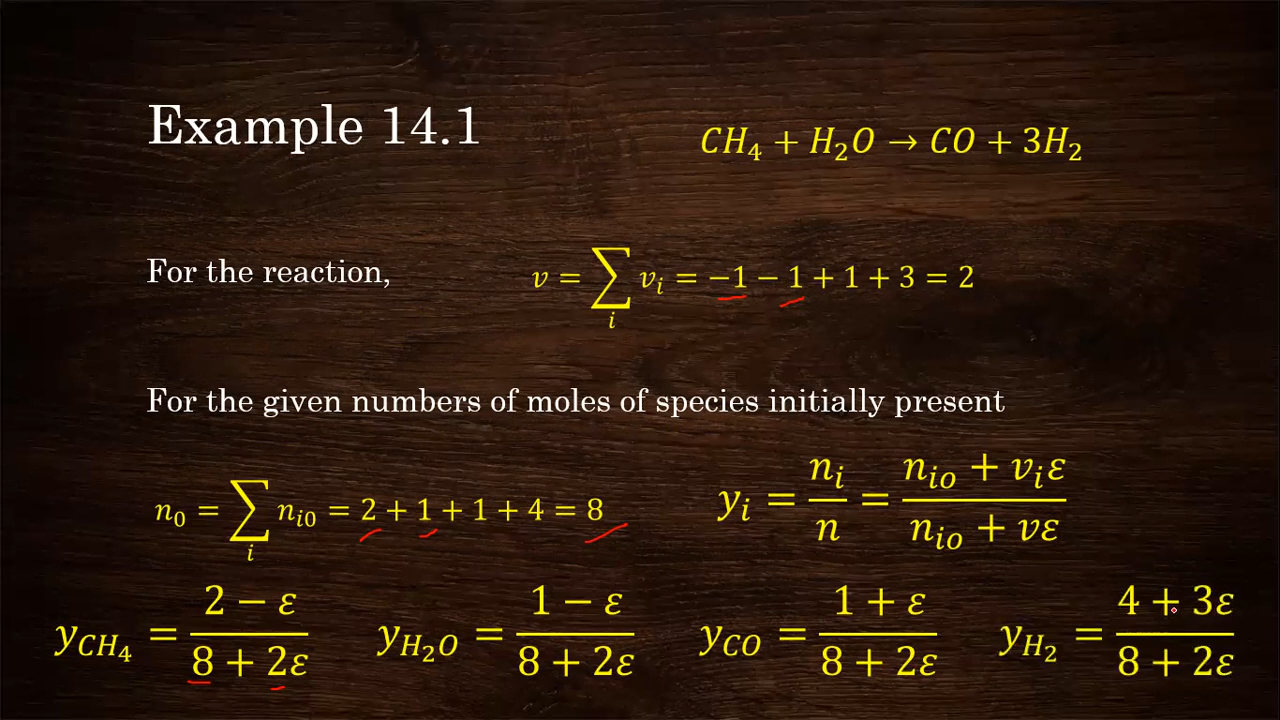 Example 14.1
CH₄ + H₂O → CO + 3H₂
For the reaction,
v = ∑ᵢ vᵢ = −1 − 1 + 1 + 3 = 2
For the given numbers of moles of species initially present
n₀ = ∑ᵢ nᵢ₀ = 2 + 1 + 1 + 4 = 8
yᵢ = nᵢ/n = (nᵢₒ + vᵢε)/(nᵢₒ + vε)
y_CH₄ = (2 − ε)/(8 + 2ε)
y_H₂O = (1 − ε)/(8 + 2ε)
y_CO = (1 + ε)/(8 + 2ε)
y_H₂ = (4 + 3ε)/(8 + 2ε)